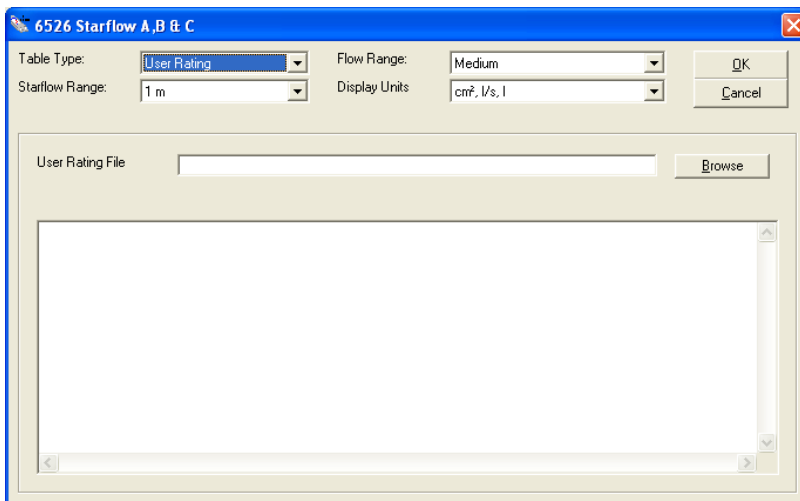 6526 Starflow A,B & C
Table Type: User Rating Flow Range: Medium OK
Starflow Range: 1 m Display Units cm², l/s, l Cancel
User Rating File Browse